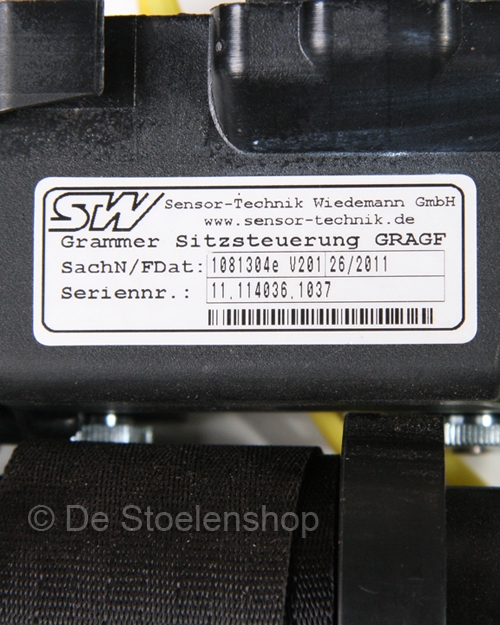 STW Sensor-Technik Wiedemann GmbH
www.sensor-technik.de
Grammer Sitzsteuerung GRAGF
SachN/FDat: 1081304e V201 26/2011
Seriennr.: 11.114036.1037
© De Stoelenshop